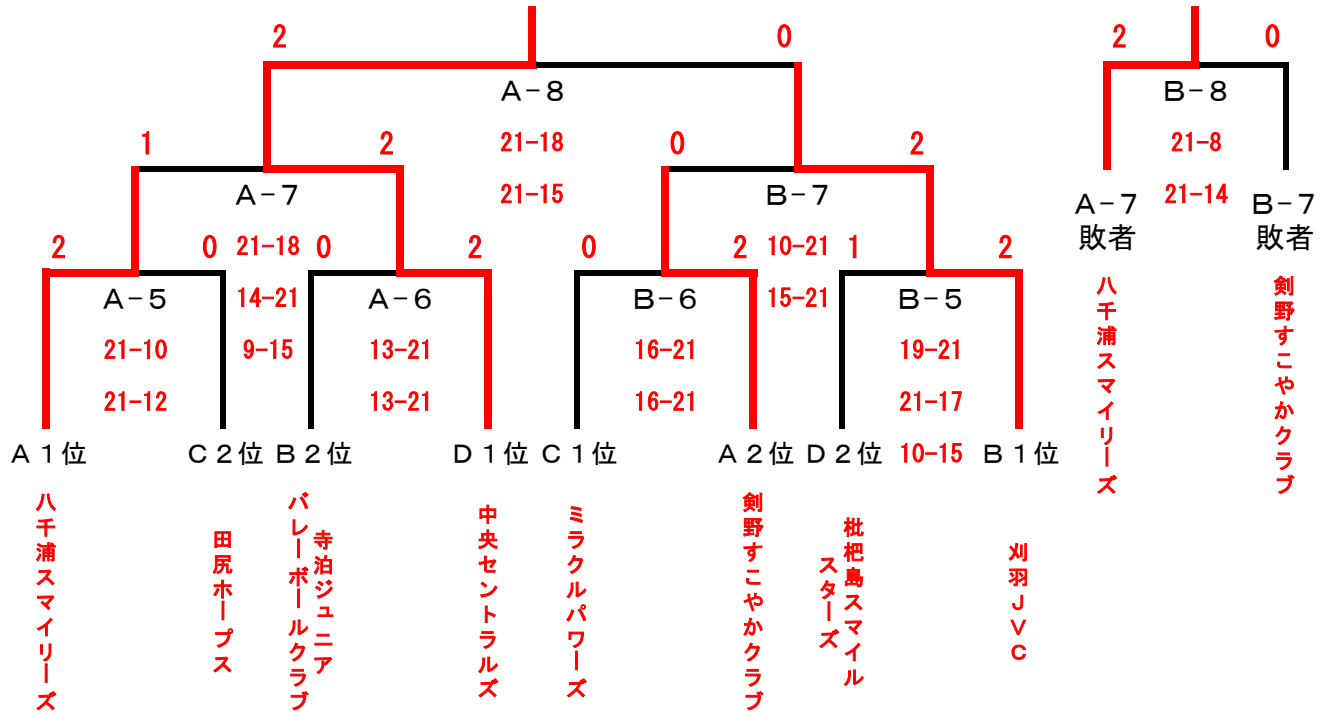 2
0
2
0
A-8
B-8
21-18
21-15
21-8
21-14
1
2
0
2
A-7
B-7
21-18
14-21
9-15
10-21
15-21
A-7
敗者
B-7
敗者
2
0
0
2
0
2
1
2
A-5
A-6
B-6
B-5
21-10
21-12
13-21
13-21
16-21
16-21
19-21
21-17
10-15
A1位
C2位
B2位
D1位
C1位
A2位
D2位
B1位
八千浦スマイリーズ
田尻ホープス
寺泊ジュニア
バレーボールクラブ
中央セントラルズ
ミラクルパワーズ
剣野すこやかクラブ
枇杷島スマイル
スターズ
刈羽JVC
八千浦スマイリーズ
剣野すこやかクラブ